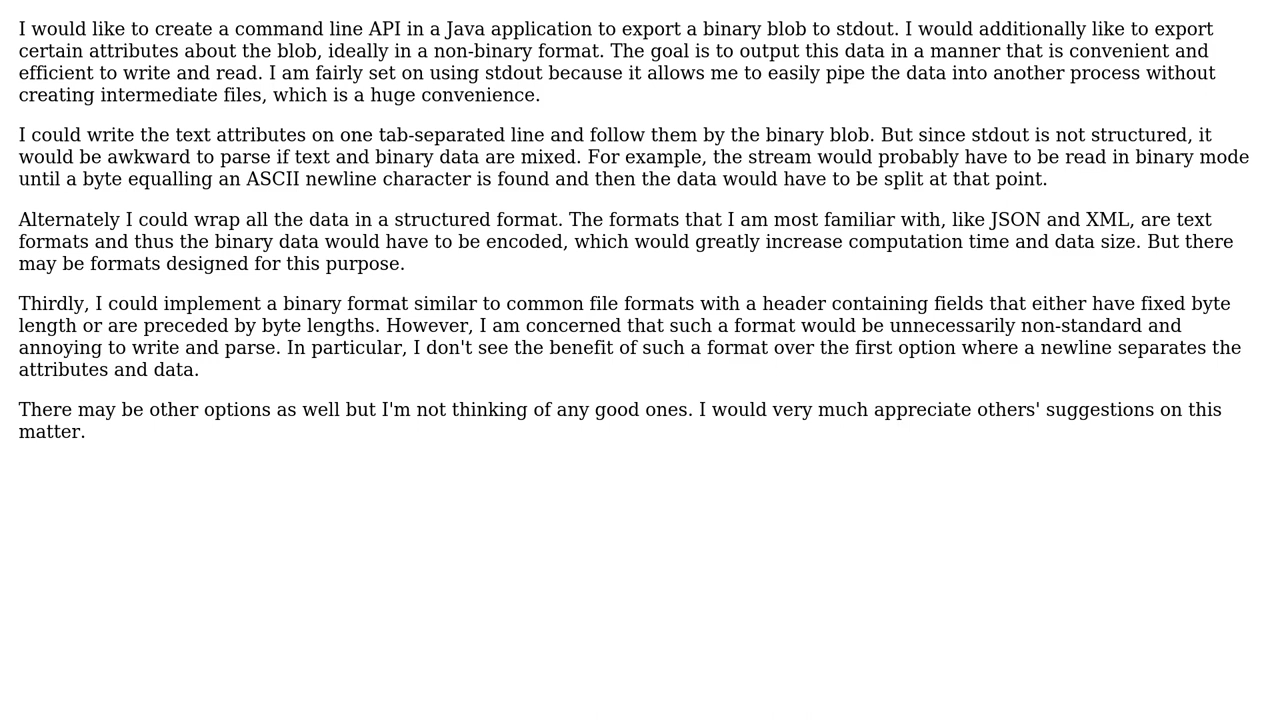 I would like to create a command line API in a Java application to export a binary blob to stdout. I would additionally like to export
certain attributes about the blob, ideally in a non-binary format. The goal is to output this data in a manner that is convenient and
efficient to write and read. I am fairly set on using stdout because it allows me to easily pipe the data into another process without
creating intermediate files, which is a huge convenience.
I could write the text attributes on one tab-separated line and follow them by the binary blob. But since stdout is not structured, it
would be awkward to parse if text and binary data are mixed. For example, the stream would probably have to be read in binary mode
until a byte equalling an ASCII newline character is found and then the data would have to be split at that point.
Alternately I could wrap all the data in a structured format. The formats that I am most familiar with, like JSON and XML, are text
formats and thus the binary data would have to be encoded, which would greatly increase computation time and data size. But there
may be formats designed for this purpose.
Thirdly, I could implement a binary format similar to common file formats with a header containing fields that either have fixed byte
length or are preceded by byte lengths. However, I am concerned that such a format would be unnecessarily non-standard and
annoying to write and parse. In particular, I don't see the benefit of such a format over the first option where a newline separates the
attributes and data.
There may be other options as well but I'm not thinking of any good ones. I would very much appreciate others' suggestions on this
matter.